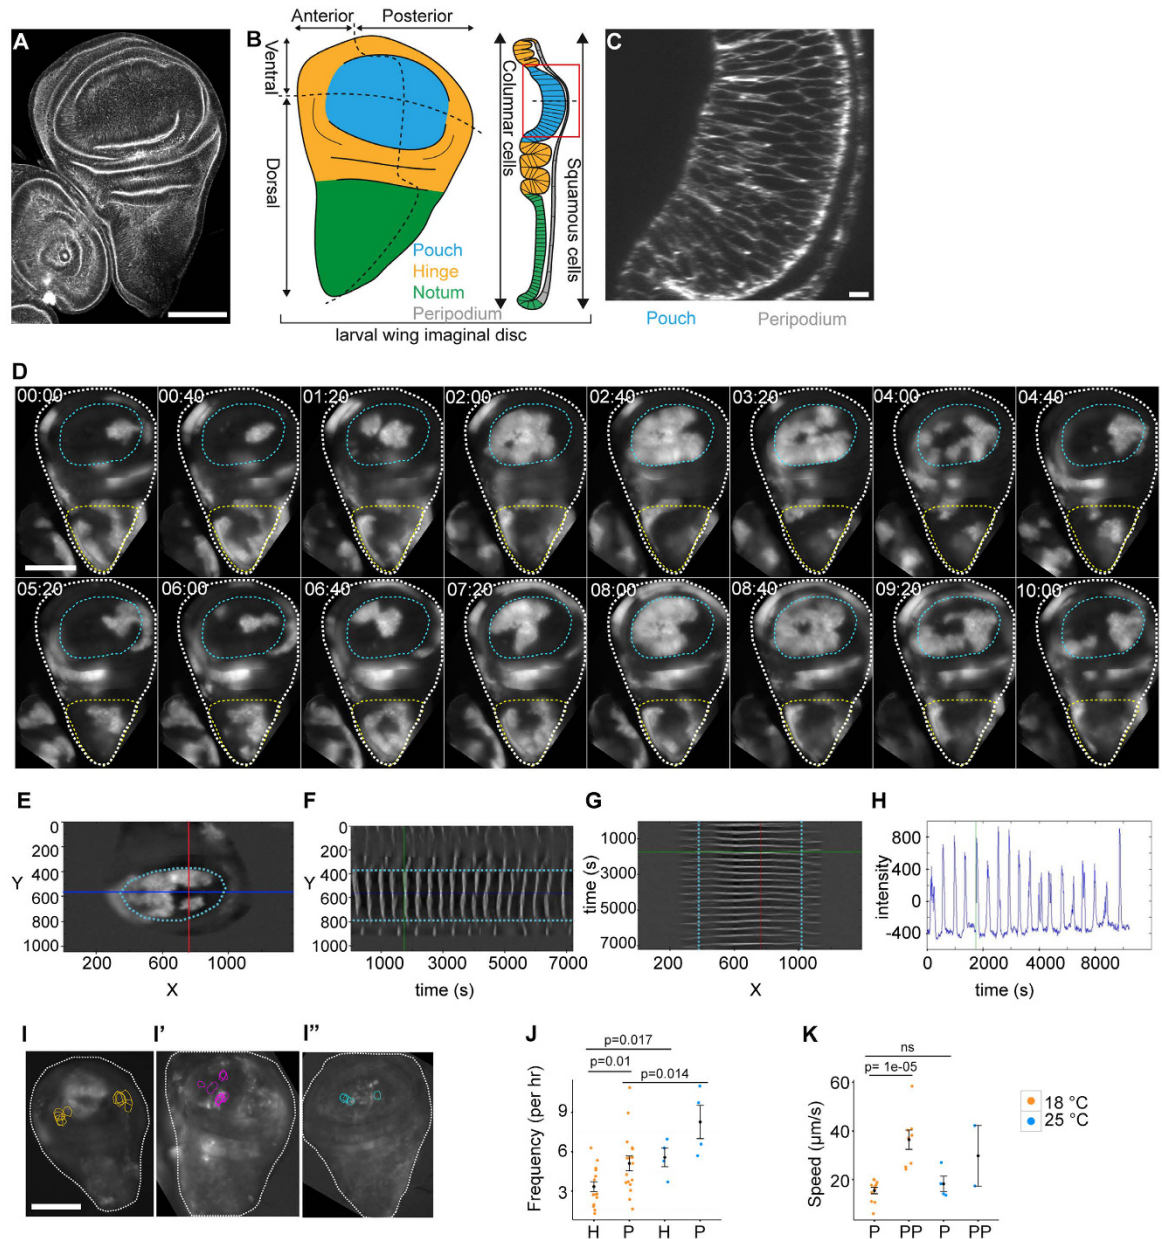 A
B
Anterior
Posterior
Ventral
Dorsal
Pouch
Hinge
Notum
Peripodium
larval wing imaginal disc
Columnar cells
Squamous cells
C
Pouch
Peripodium
D
00:00
00:40
01:20
02:00
02:40
03:20
04:00
04:40
05:20
06:00
06:40
07:20
08:00
08:40
09:20
10:00
E
0
200
400
600
800
1000
Y
200
600
1000
X
F
0
200
400
600
800
1000
Y
1000
3000
5000
7000
time (s)
G
1000
3000
5000
7000
time (s)
200
600
1000
X
H
800
400
0
-400
intensity
0
2000
4000
8000
time (s)
I
I'
I"
J
p=0.017
p=0.01
p=0.014
Frequency (per hr)
9
6
3
H
P
H
P
K
ns
p= 1e-05
Speed (µm/s)
60
40
20
P
PP
P
PP
18 °C
25 °C